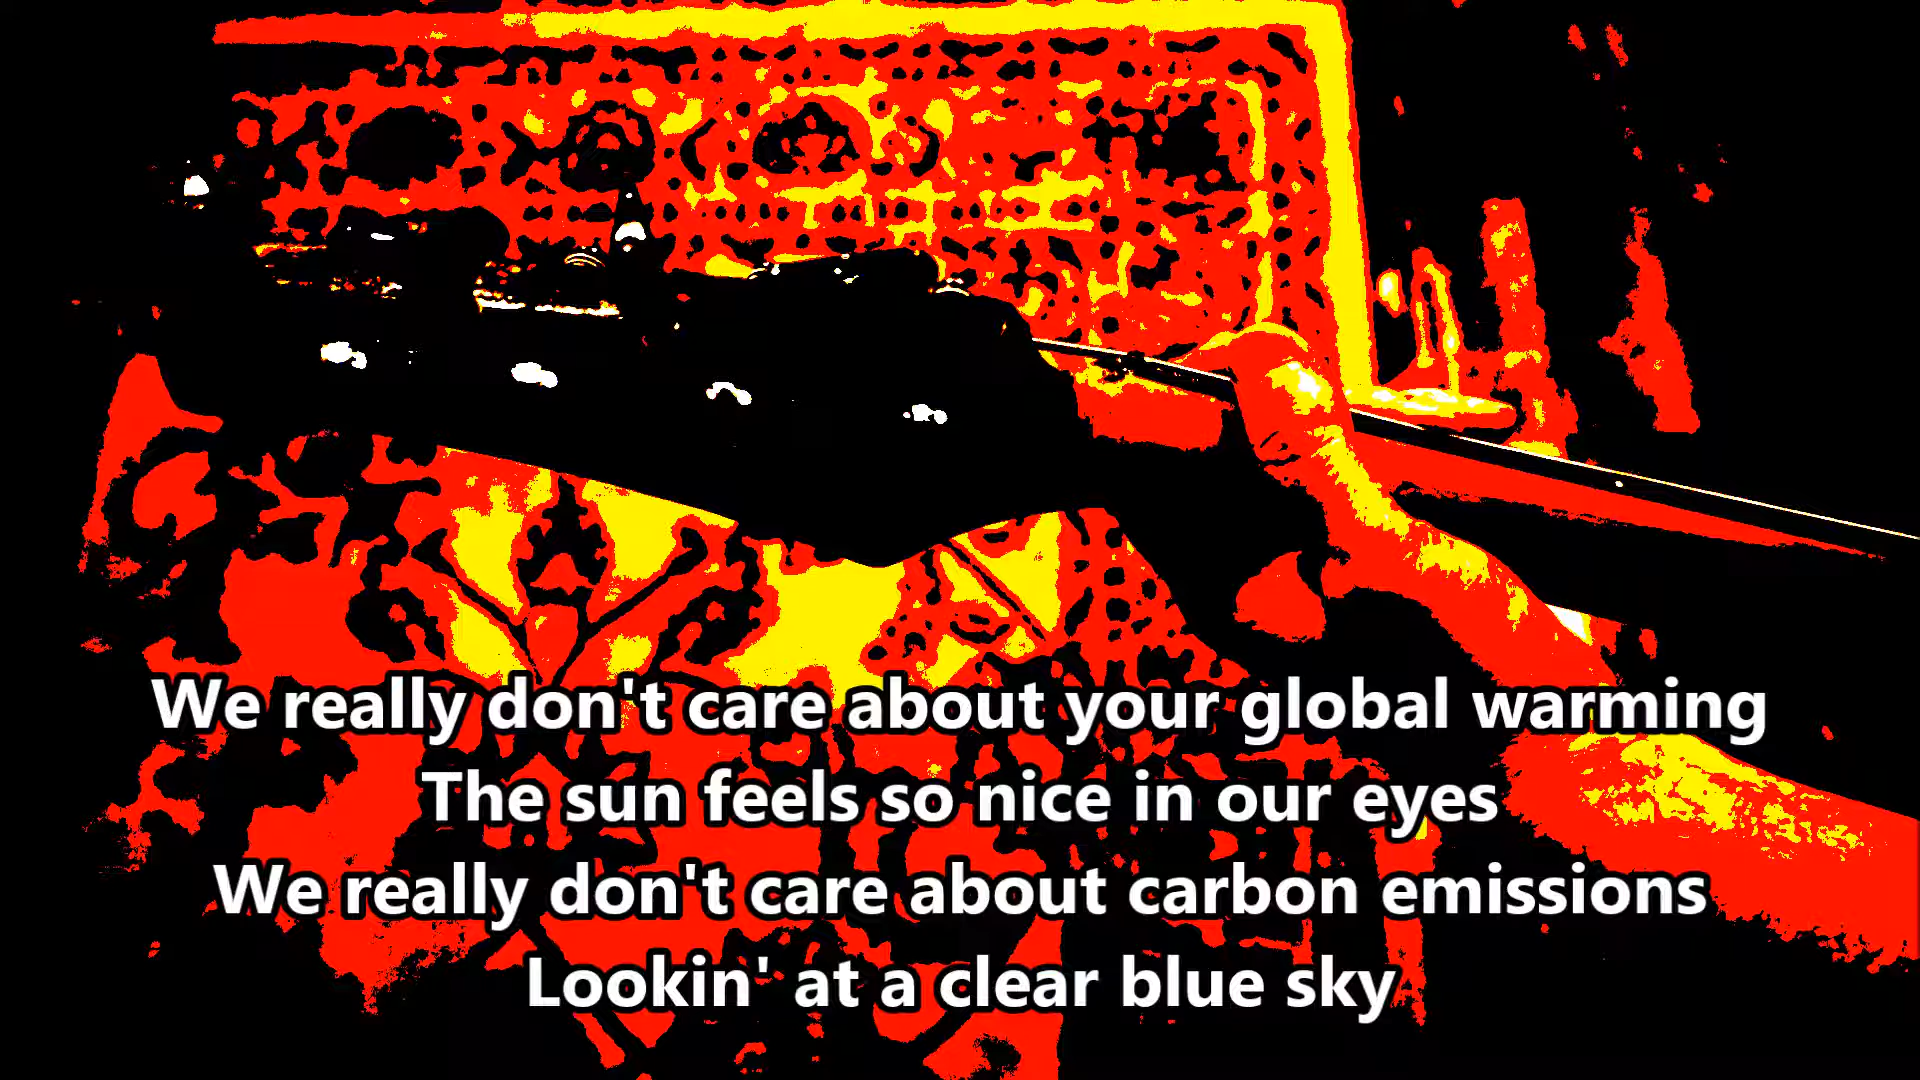 We really don't care about your global warming
The sun feels so nice in our eyes
We really don't care about carbon emissions
Lookin' at a clear blue sky